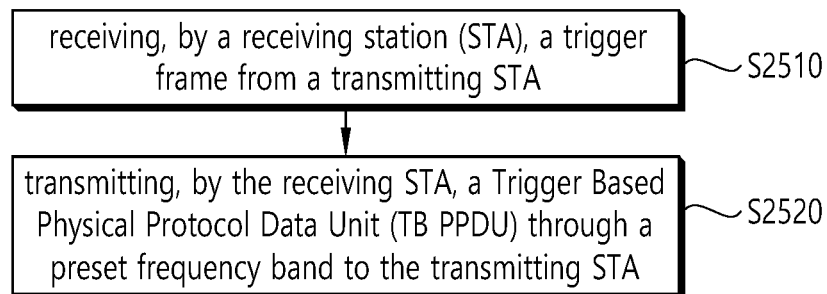 receiving, by a receiving station (STA), a trigger
frame from a transmitting STA
S2510
transmitting, by the receiving STA, a Trigger Based
Physical Protocol Data Unit (TB PPDU) through a
preset frequency band to the transmitting STA
S2520